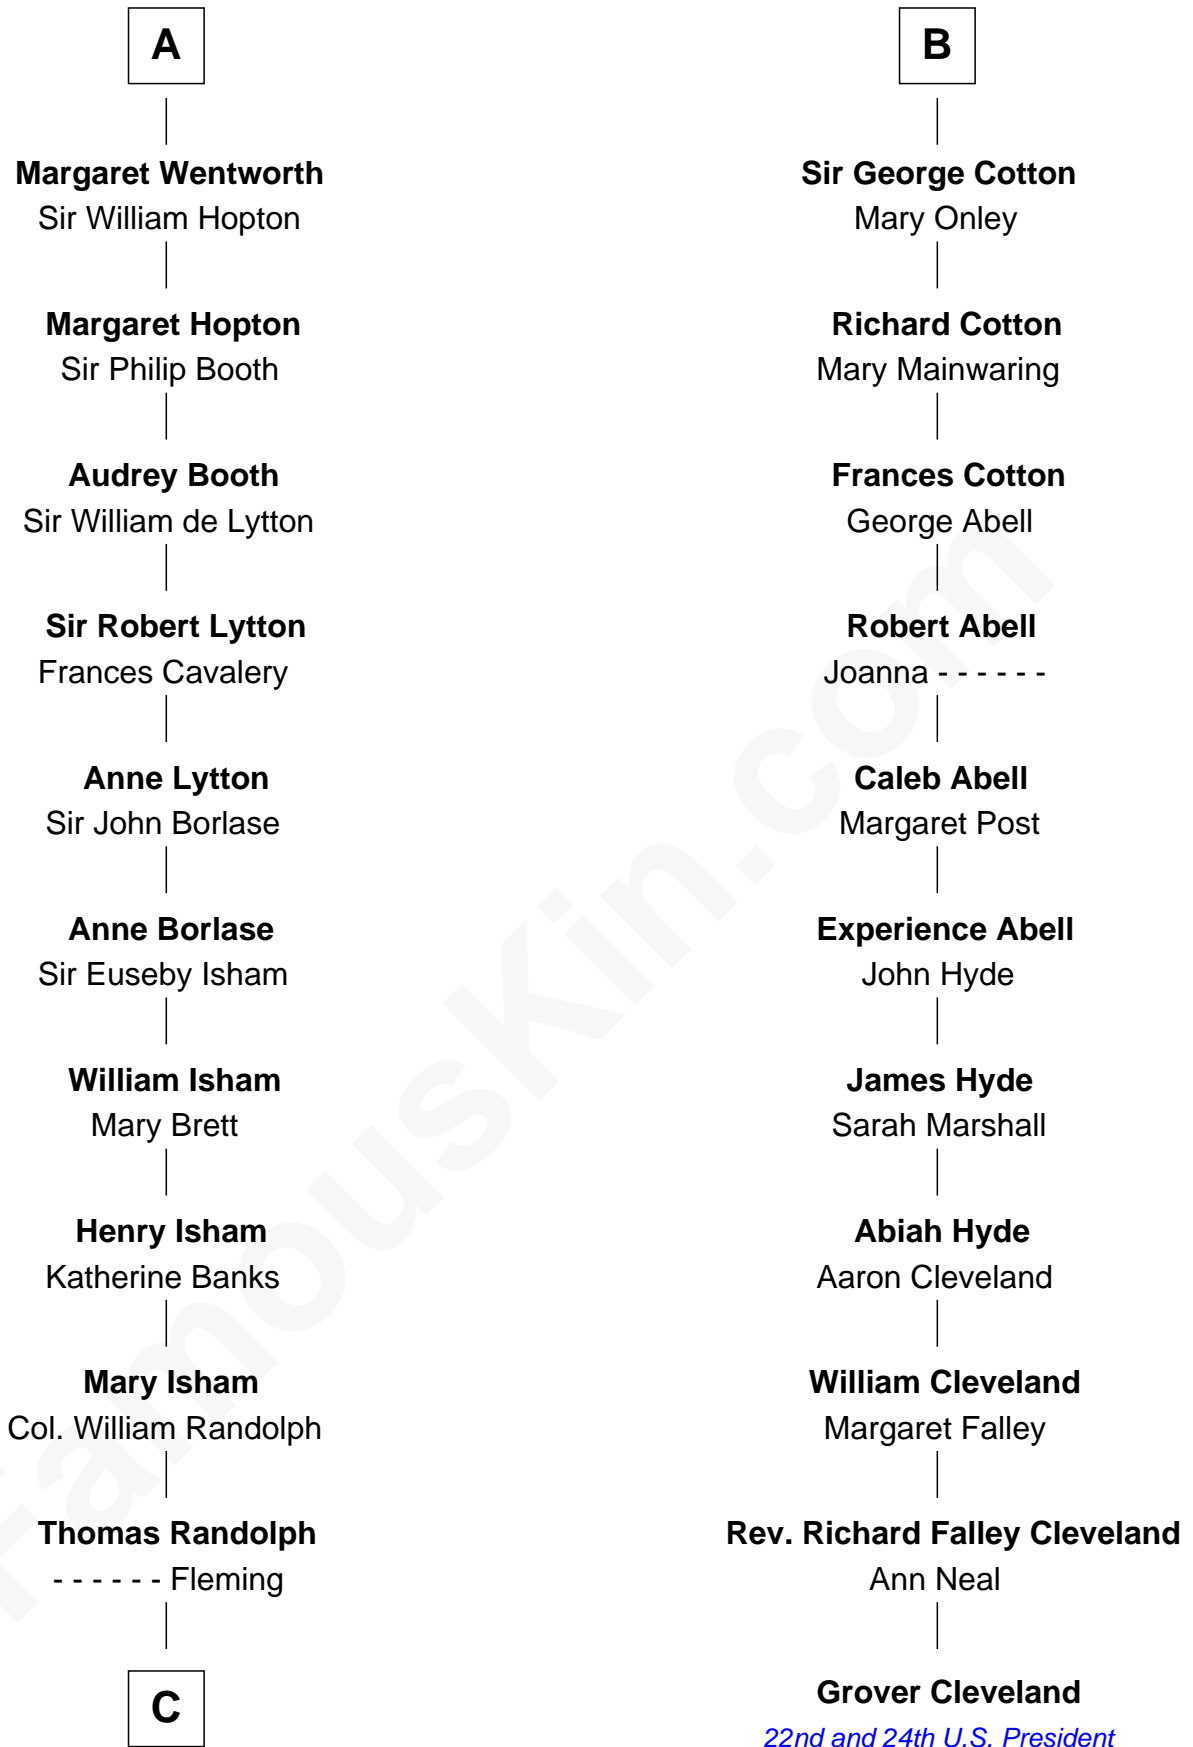 A
Margaret Wentworth
Sir William Hopton
Margaret Hopton
Sir Philip Booth
Audrey Booth
Sir William de Lytton
Sir Robert Lytton
Frances Cavalery
Anne Lytton
Sir John Borlase
Anne Borlase
Sir Euseby Isham
William Isham
Mary Brett
Henry Isham
Katherine Banks
Mary Isham
Col. William Randolph
Thomas Randolph
- - - - - - Fleming
C
B
Sir George Cotton
Mary Onley
Richard Cotton
Mary Mainwaring
Frances Cotton
George Abell
Robert Abell
Joanna - - - - - -
Caleb Abell
Margaret Post
Experience Abell
John Hyde
James Hyde
Sarah Marshall
Abiah Hyde
Aaron Cleveland
William Cleveland
Margaret Falley
Rev. Richard Falley Cleveland
Ann Neal
Grover Cleveland
22nd and 24th U.S. President
FamousKin.com